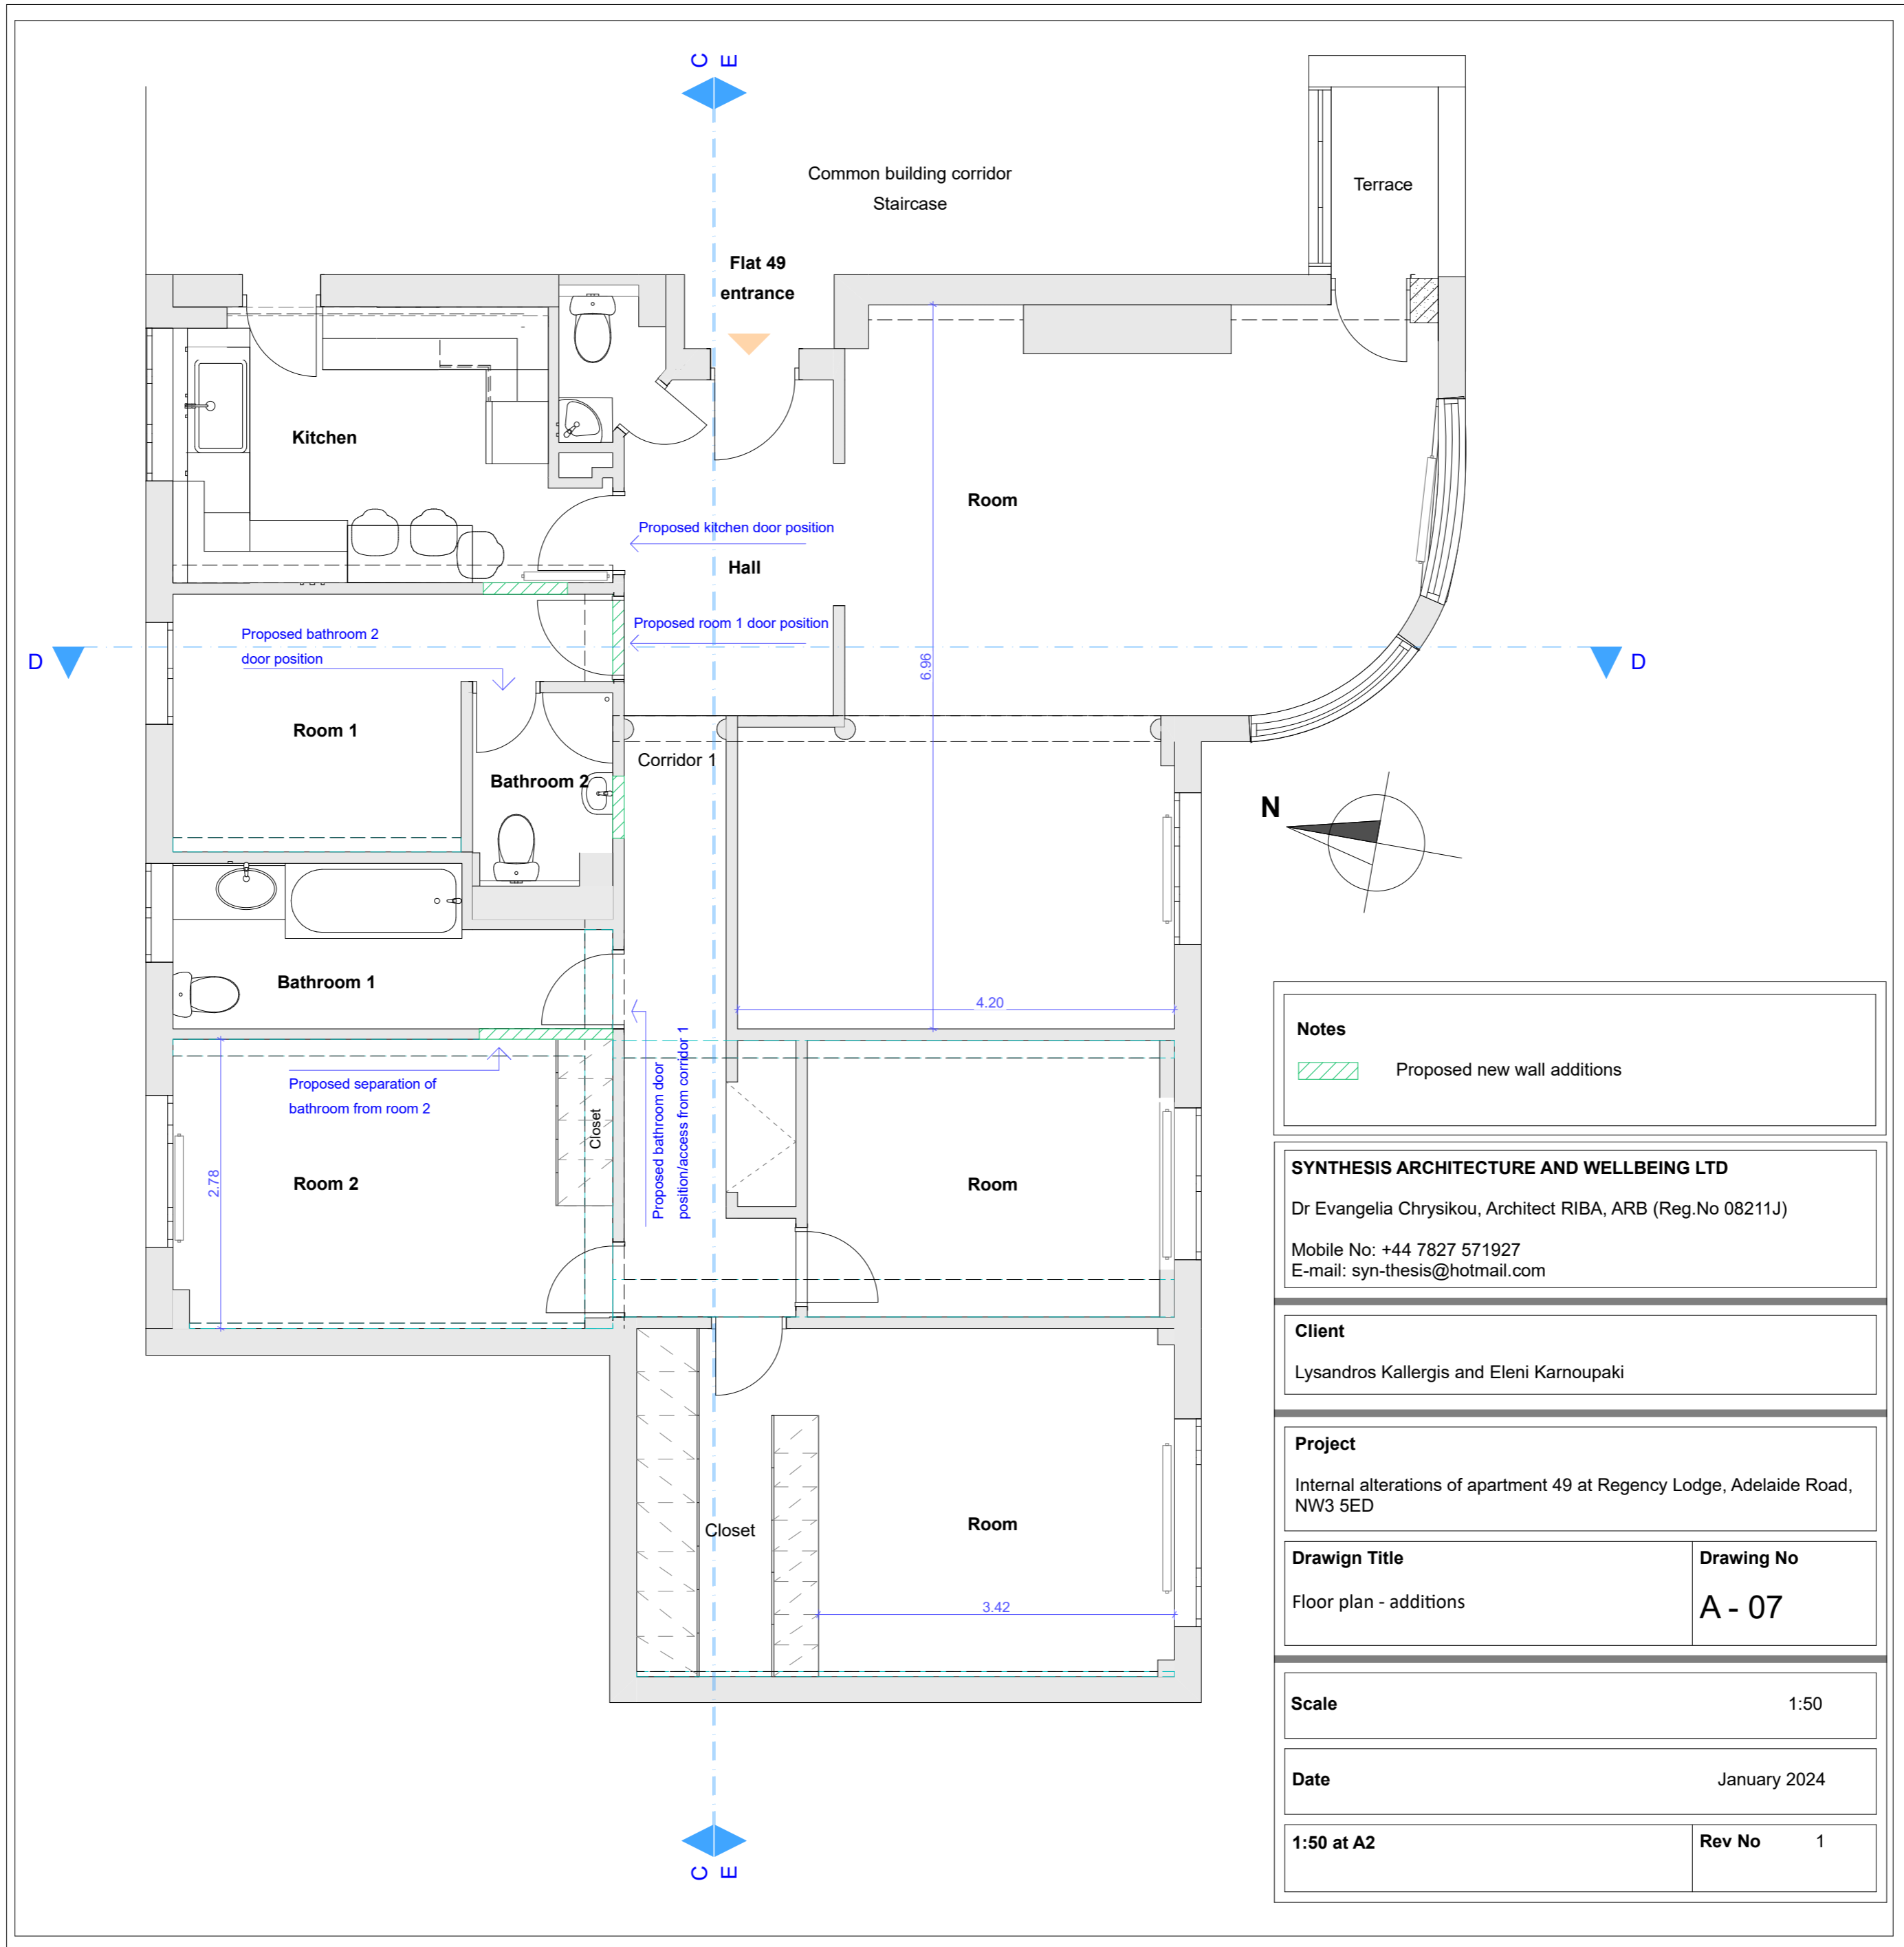 C E
Common building corridor
Staircase
Terrace
Flat 49
entrance
Kitchen
Room
Proposed kitchen door position
Hall
Proposed room 1 door position
Proposed bathroom 2
door position
D
D
6.96
Room 1
Corridor 1
Bathroom 2
N
Bathroom 1
4.20
Proposed separation of
bathroom from room 2
Closet
Proposed bathroom door
position/access from corridor 1
2.78
Room 2
Room
Closet
Room
3.42
C E
Notes
Proposed new wall additions
SYNTHESIS ARCHITECTURE AND WELLBEING LTD
Dr Evangelia Chrysikou, Architect RIBA, ARB (Reg.No 08211J)
Mobile No: +44 7827 571927
E-mail: syn-thesis@hotmail.com
Client
Lysandros Kallergis and Eleni Karnoupaki
Project
Internal alterations of apartment 49 at Regency Lodge, Adelaide Road,
NW3 5ED
Drawign Title
Floor plan - additions
Drawing No
A - 07
Scale 1:50
Date January 2024
1:50 at A2
Rev No 1